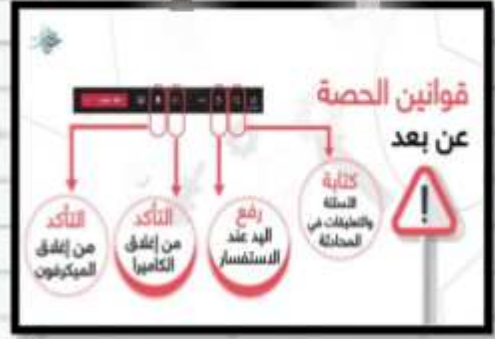 قوانين الحصة
عن بعد
كتابة
الأسئلة
والتعليقات في
المحادثة
رفع
اليد عند
الاستفسار
التأكد
من إغلاق
الكاميرا
التأكد
من إغلاق
الميكرفون